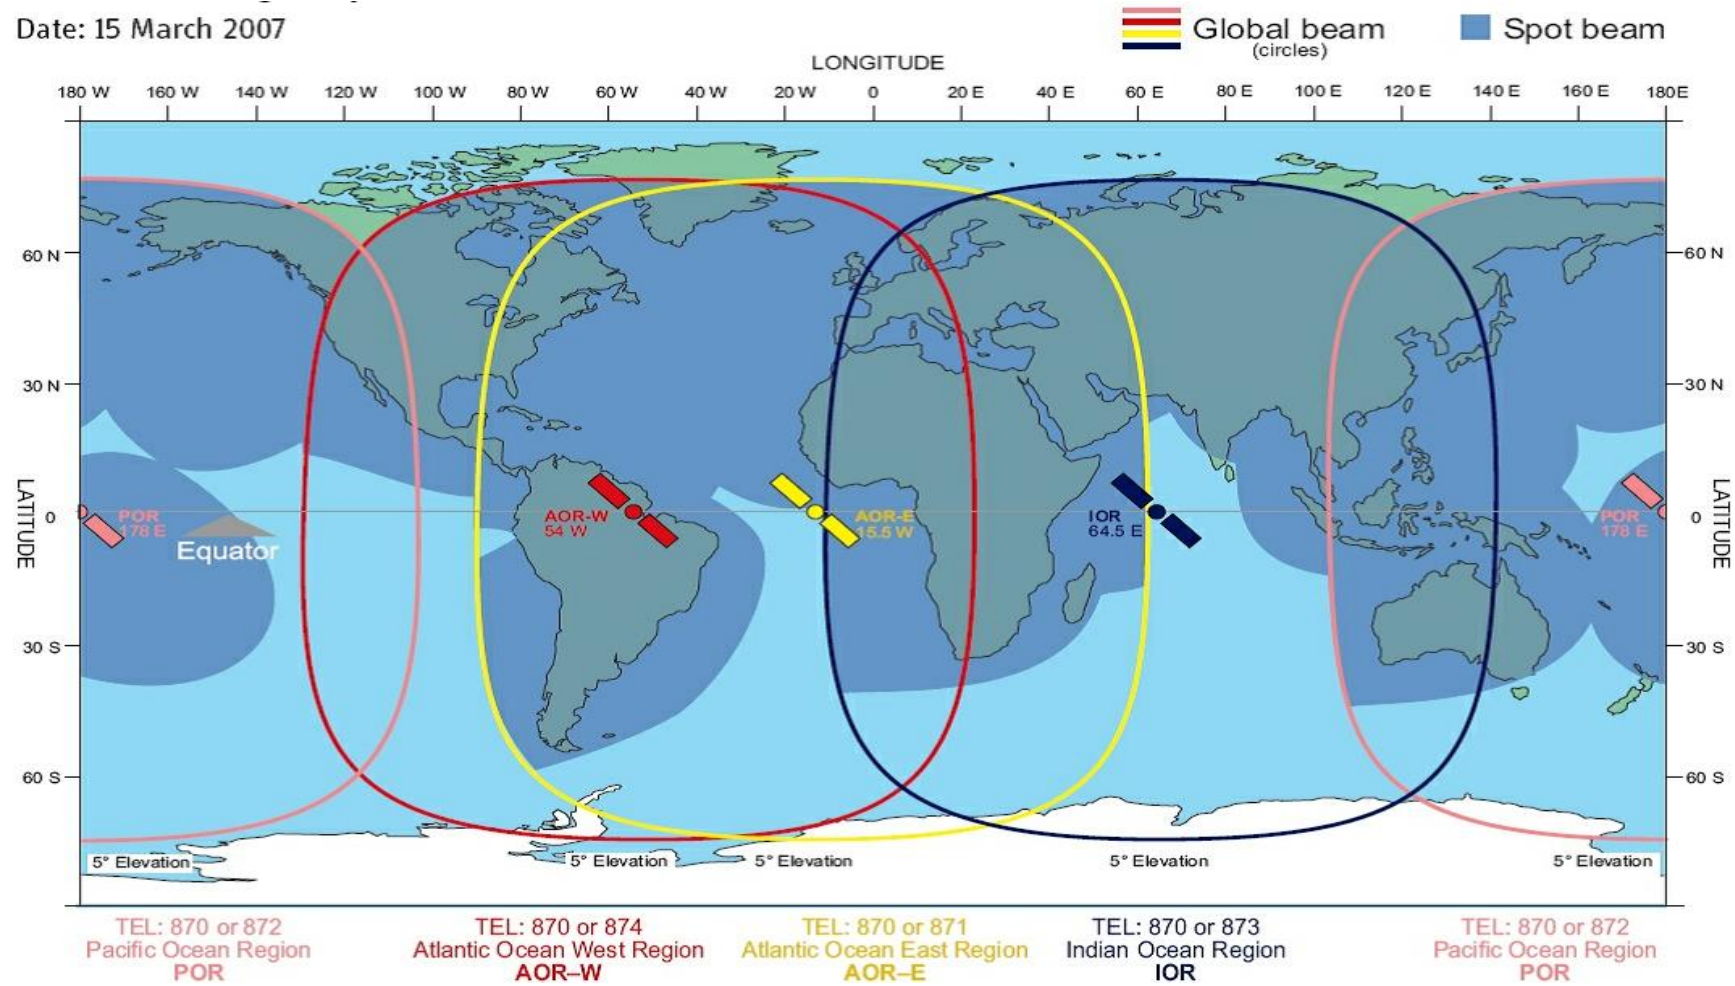 Date: 15 March 2007
Global beam
(circles)
Spot beam
LONGITUDE
180 W 160 W 240 W 120 W 100 W 80 W 60 W 40 W 20 W 0 20 E 40 E 60 E 80 E 100 E 120 E 140 E 160 E 180E
60 N 60 N
30 N 30 N
LATITUDE LATITUDE
0 0
POR
178 E
Equator
AOR-W
54 W
AOR-E
15.5 W
IOR
64.5 E
POR
178 E
30 S 30 S
60 S 60 S
5° Elevation 5° Elevation 5° Elevation 5° Elevation 5° Elevation
TEL: 870 or 872
Pacific Ocean Region
POR
TEL: 870 or 874
Atlantic Ocean West Region
AOR–W
TEL: 870 or 871
Atlantic Ocean East Region
AOR–E
TEL: 870 or 873
Indian Ocean Region
IOR
TEL: 870 or 872
Pacific Ocean Region
POR